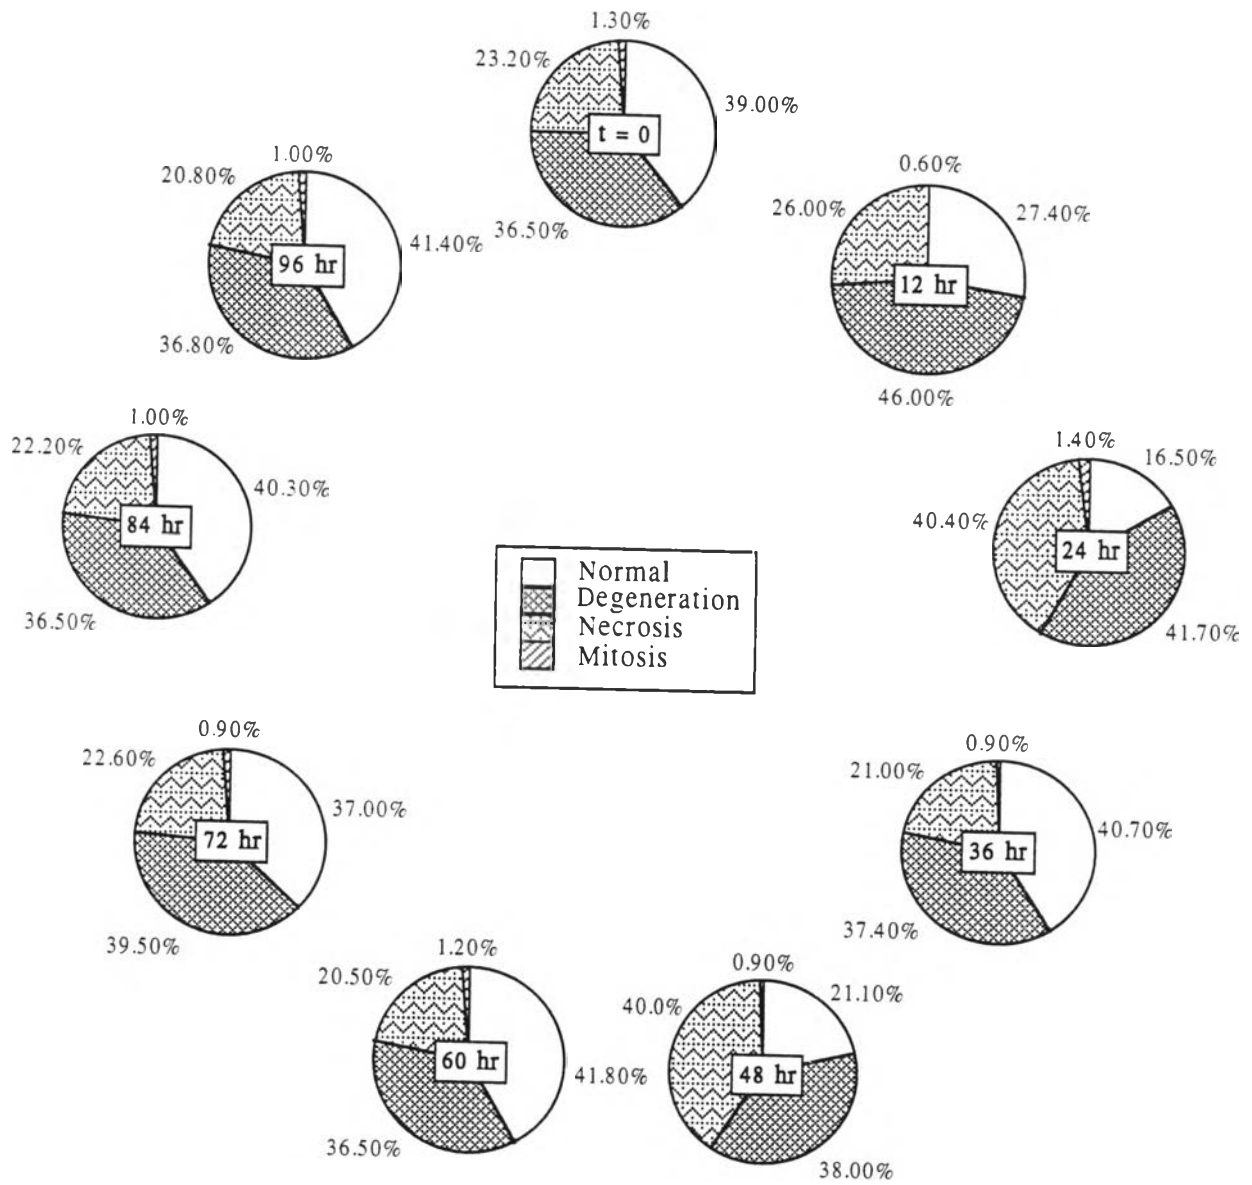 1.30%
23.20%
39.00%
t = 0
36.50%
0.60%
26.00%
27.40%
12 hr
46.00%
1.40%
16.50%
40.40%
24 hr
41.70%
0.90%
21.00%
40.70%
36 hr
37.40%
0.90%
21.10%
40.0%
48 hr
38.00%
1.20%
20.50%
60 hr
41.80%
36.50%
0.90%
22.60%
37.00%
72 hr
39.50%
1.00%
22.20%
40.30%
84 hr
36.50%
1.00%
20.80%
41.40%
96 hr
36.80%
Normal
Degeneration
Necrosis
Mitosis